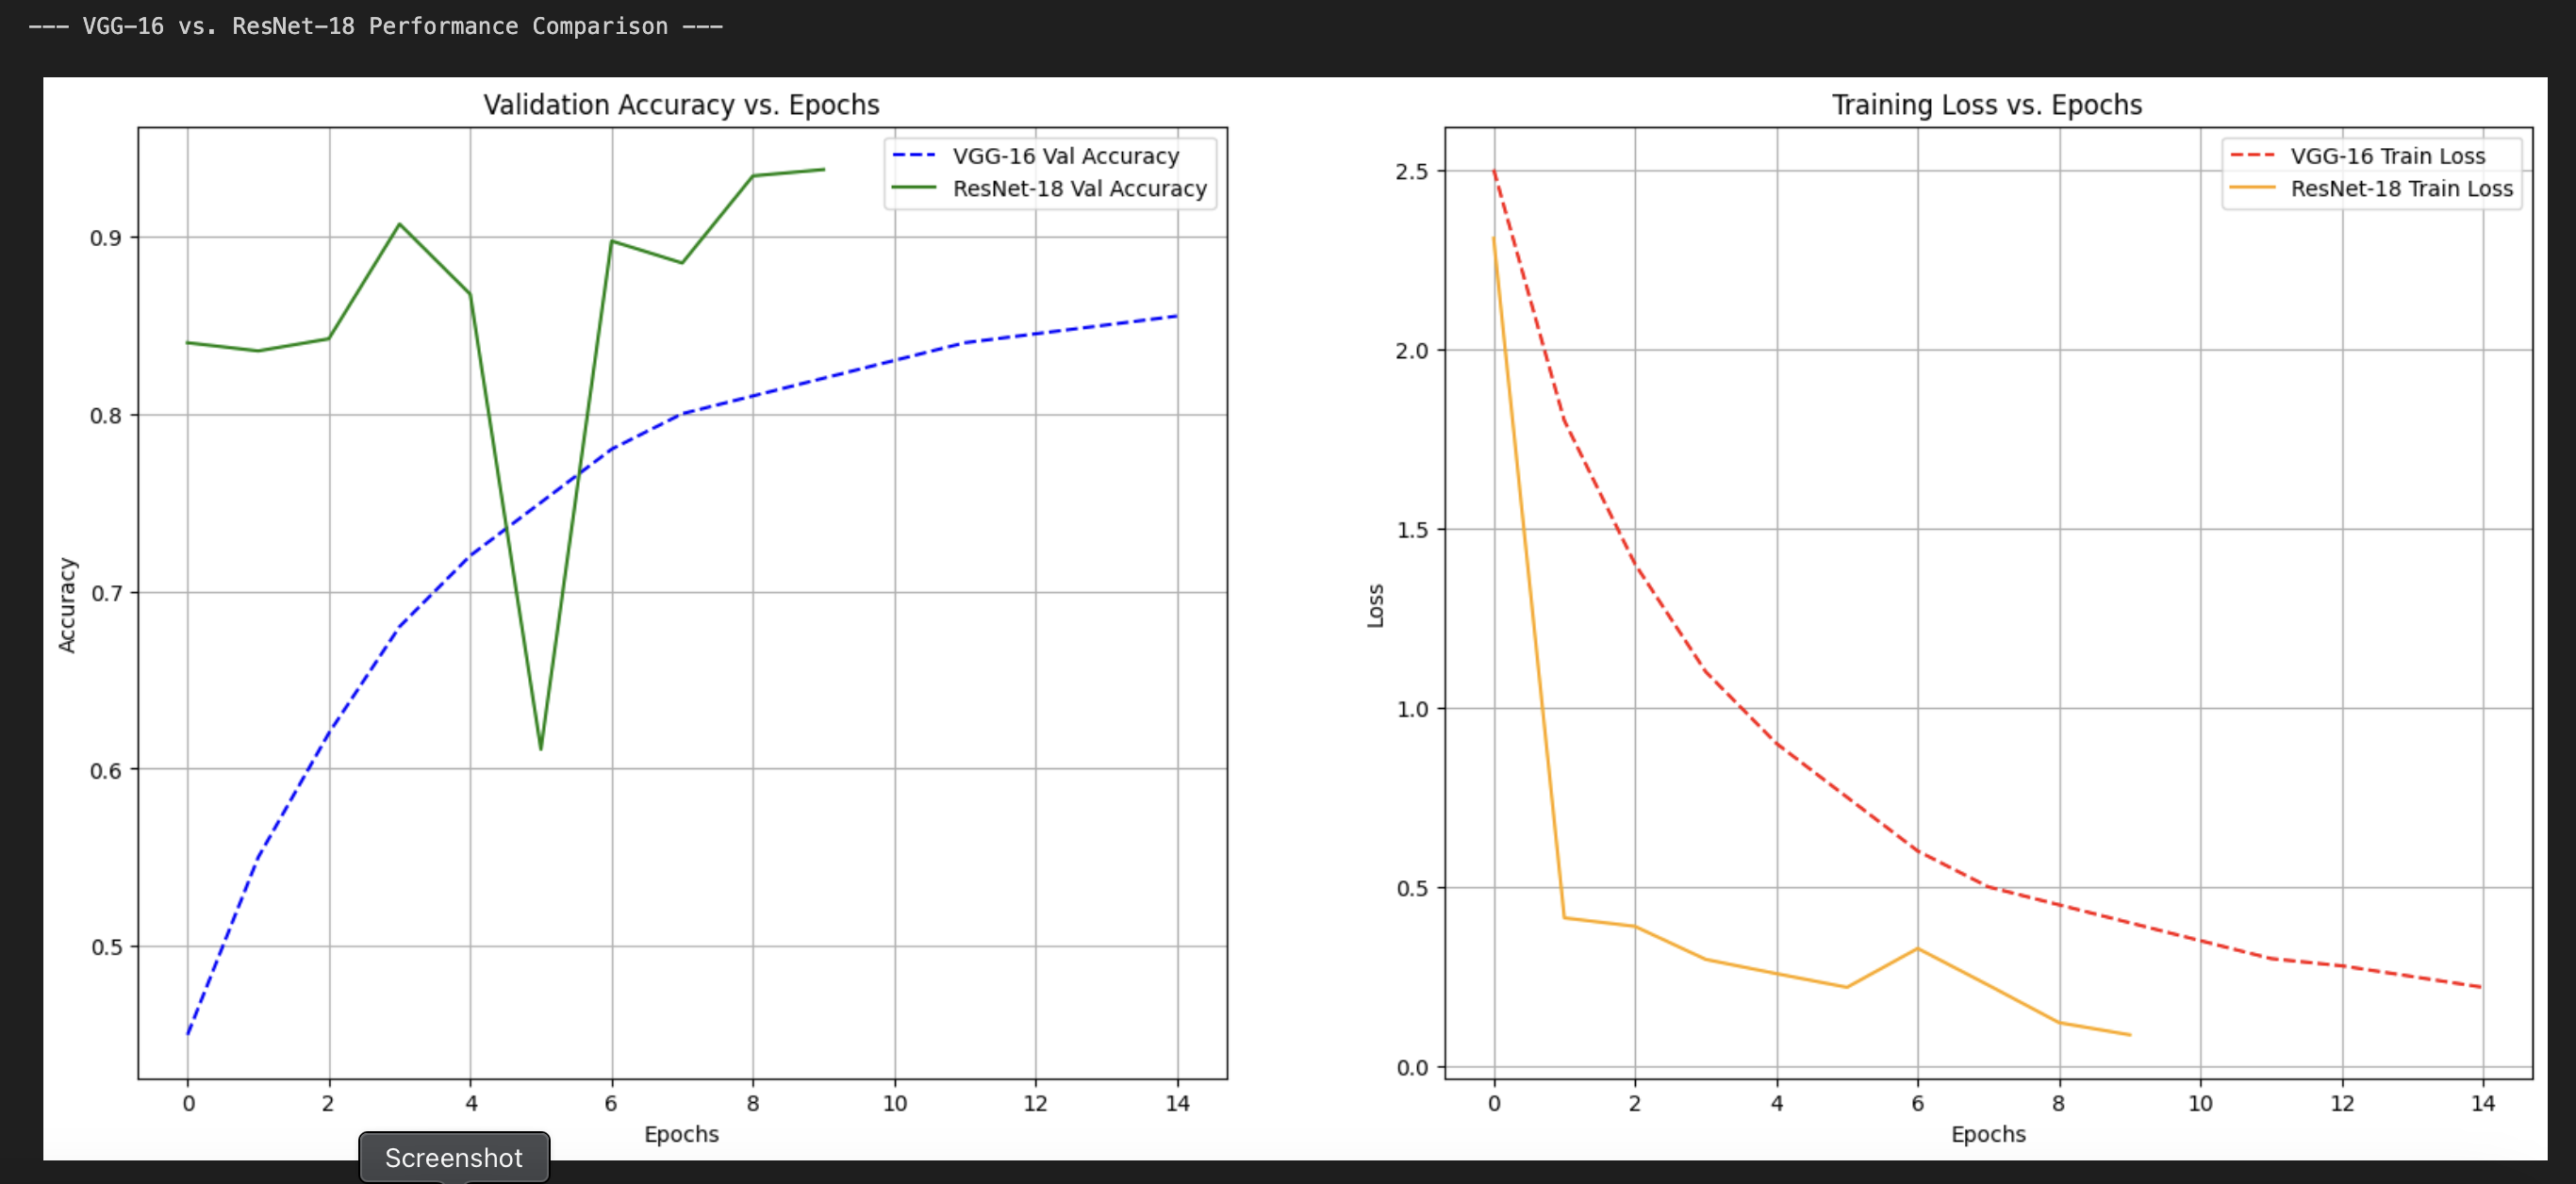 --- VGG-16 vs. ResNet-18 Performance Comparison ---
Validation Accuracy vs. Epochs
VGG-16 Val Accuracy
ResNet-18 Val Accuracy
0.9
0.8
0.7
0.6
0.5
Accuracy
0 2 4 6 8 10 12 14
Epochs
Training Loss vs. Epochs
VGG-16 Train Loss
ResNet-18 Train Loss
2.5
2.0
1.5
1.0
0.5
0.0
Loss
0 2 4 6 8 10 12 14
Epochs
Screenshot